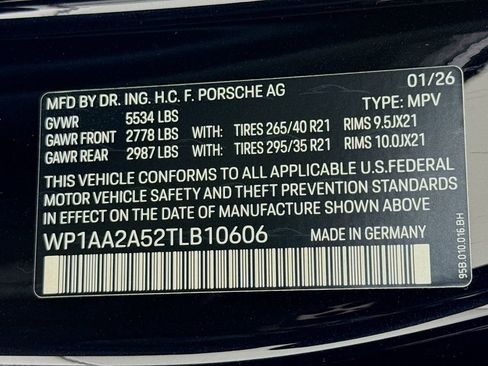 MFD BY DR. ING. H.C. F. PORSCHE AG 01/26
GVWR 5534 LBS TYPE: MPV
GAWR FRONT 2778 LBS WITH: TIRES 265/40 R21 RIMS 9.5JX21
GAWR REAR 2987 LBS WITH: TIRES 295/35 R21 RIMS 10.0JX21
THIS VEHICLE CONFORMS TO ALL APPLICABLE U.S.FEDERAL
MOTOR VEHICLE SAFETY AND THEFT PREVENTION
STANDARDS IN EFFECT ON THE DATE OF MANUFACTURE SHOWN ABOVE
WP1AA2A52TLB10606 MADE IN GERMANY
95B.010.016.BH